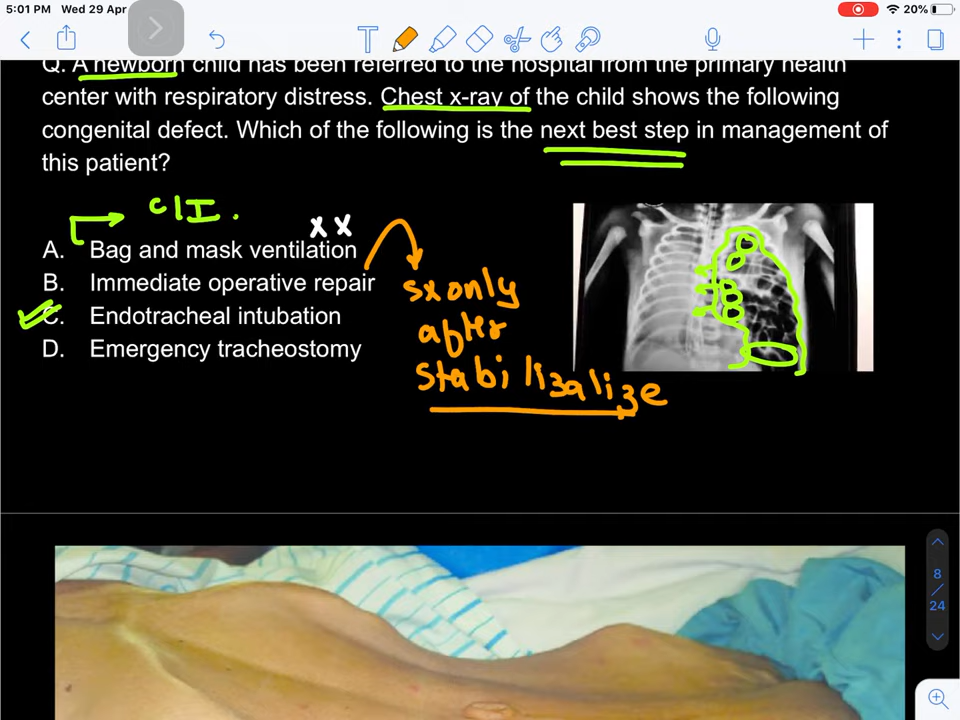 5:01 PM Wed 29 Apr
20%
T
Q. A newborn child has been referred to the hospital from the primary health
center with respiratory distress. Chest x-ray of the child shows the following
congenital defect. Which of the following is the next best step in management of
this patient?
C/I.
xx
A. Bag and mask ventilation
B. Immediate operative repair
C. Endotracheal intubation
D. Emergency tracheostomy
sx only
after
stabilizalize
8
/
24